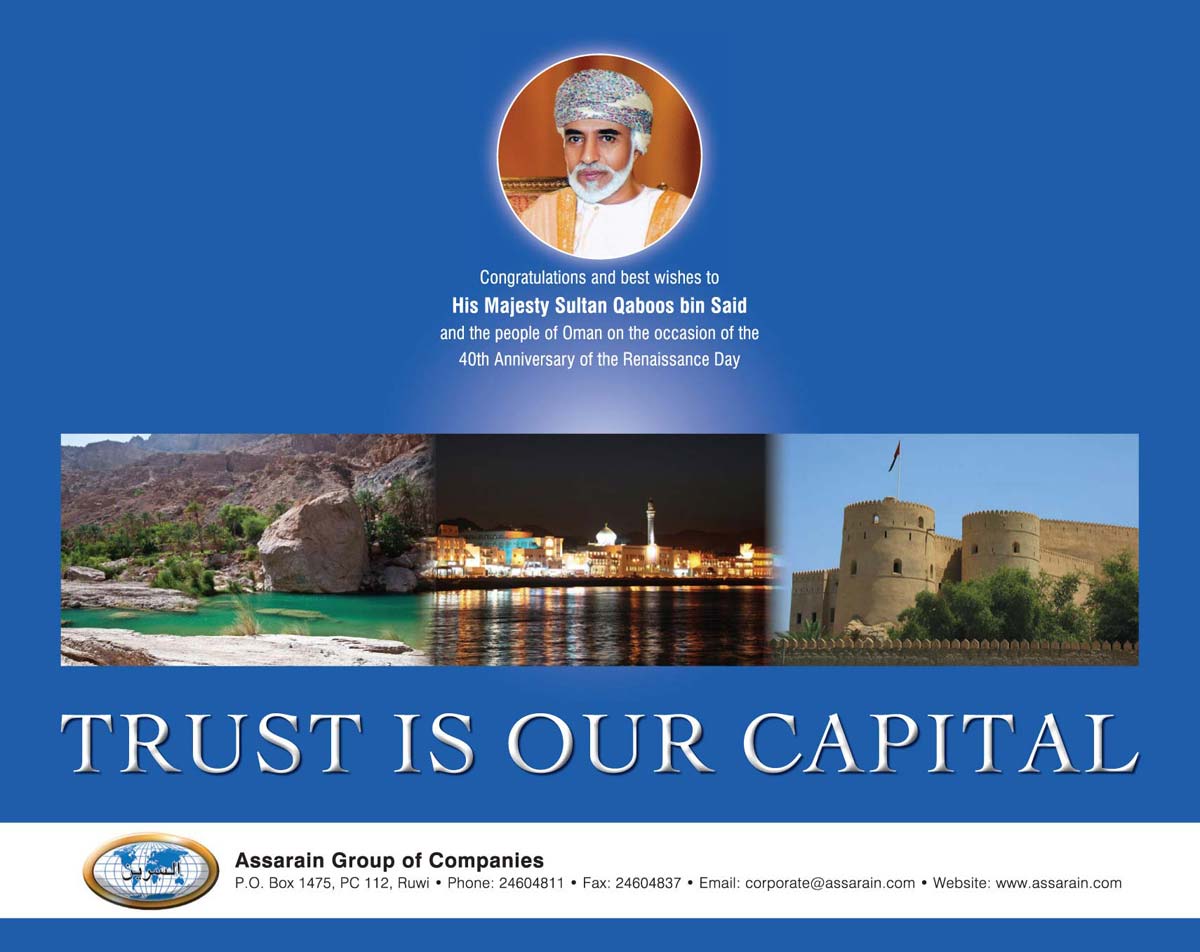 Congratulations and best wishes to
His Majesty Sultan Qaboos bin Said
and the people of Oman on the occasion of the
40th Anniversary of the Renaissance Day
TRUST IS OUR CAPITAL
السرين
Assarain Group of Companies
P.O. Box 1475, PC 112, Ruwi • Phone: 24604811 • Fax: 24604837 • Email: corporate@assarain.com • Website: www.assarain.com